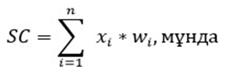 SC = ∑_{i=1}^{n} x_i * w_i, мұнда